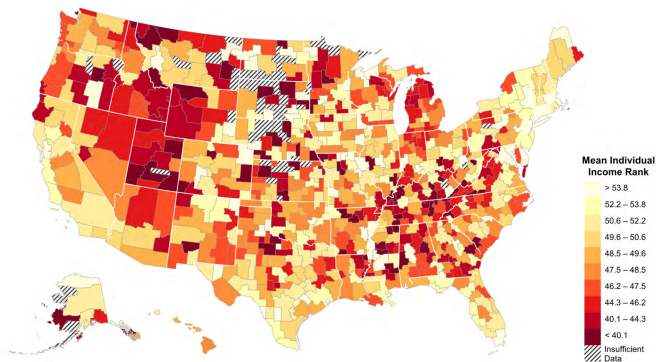 Mean Individual
Income Rank
> 53.8
52.2 – 53.8
50.6 – 52.2
49.6 – 50.6
48.5 – 49.6
47.5 – 48.5
46.2 – 47.5
44.3 – 46.2
40.1 – 44.3
< 40.1
Insufficient
Data